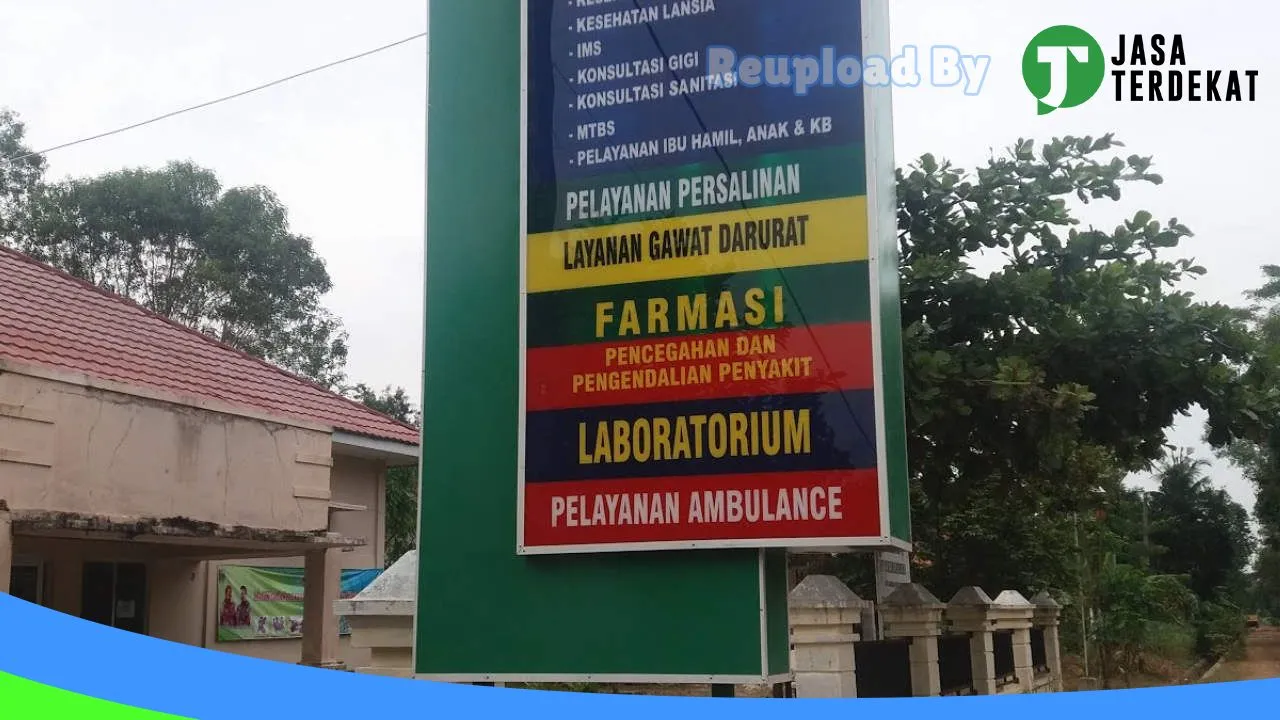 - KESEHATAN LANSIA
- IMS
- KONSULTASI GIGI
- KONSULTASI SANITASI
- MTBS
- PELAYANAN IBU HAMIL, ANAK & KB
PELAYANAN PERSALINAN
LAYANAN GAWAT DARURAT
FARMASI
PENCEGAHAN DAN
PENGENDALIAN PENYAKIT
LABORATORIUM
PELAYANAN AMBULANCE
Reupload By
JASA
TERDEKAT